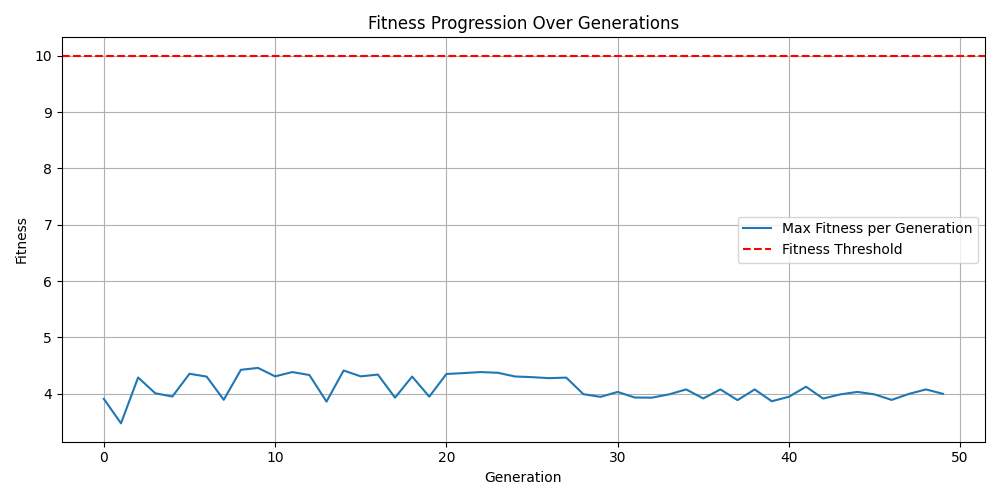 Fitness Progression Over Generations
10
9
8
7
6
5
4
Fitness
Max Fitness per Generation
Fitness Threshold
0 10 20 30 40 50
Generation